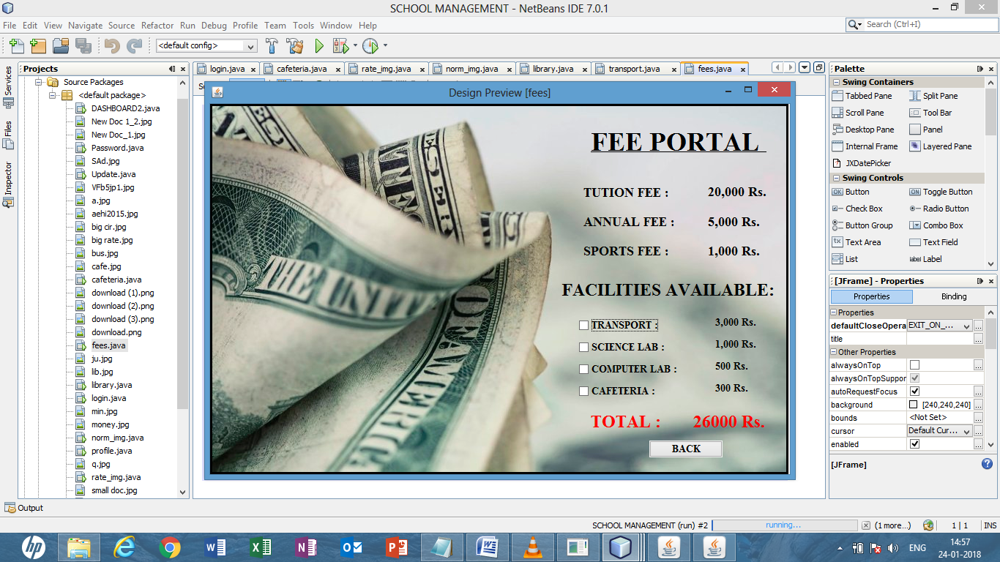 SCHOOL MANAGEMENT - NetBeans IDE 7.0.1
File Edit View Navigate Source Refactor Run Debug Profile Team Tools Window Help
Search (Ctrl+I)
<default config>
Services
Files
Inspector
Projects
Source Packages
<default package>
DASHBOARD2.java
New Doc 1_2.jpg
New Doc_1.jpg
Password.java
SAd.jpg
Update.java
VFb5jp1.jpg
a.jpg
aehi2015.jpg
big cir.jpg
big rate.jpg
bus.jpg
cafe.jpg
cafeteria.java
download (1).png
download (2).png
download (3).png
download.png
fees.java
ju.jpg
lib.jpg
library.java
login.java
min.jpg
money.jpg
norm_img.java
profile.java
q.jpg
rate_img.java
small doc.jpg
login.java cafeteria.java rate_img.java norm_img.java library.java transport.java fees.java
Design Preview [fees]
FEE PORTAL
TUTION FEE : 20,000 Rs.
ANNUAL FEE : 5,000 Rs.
SPORTS FEE : 1,000 Rs.
FACILITIES AVAILABLE:
TRANSPORT : 3,000 Rs.
SCIENCE LAB : 1,000 Rs.
COMPUTER LAB : 500 Rs.
CAFETERIA : 300 Rs.
TOTAL : 26000 Rs.
BACK
THE UNITE
Palette
Swing Containers
Tabbed Pane Split Pane
Scroll Pane Tool Bar
Desktop Pane Panel
Internal Frame Layered Pane
JXDatePicker
Swing Controls
Button Toggle Button
Check Box Radio Button
Button Group Combo Box
Text Area Text Field
List Label
[JFrame] - Properties
Properties Binding
Properties
defaultCloseOpera EXIT_ON_...
title
Other Properties
alwaysOnTop
alwaysOnTopSuppor
autoRequestFocus
background [240,240,240]
bounds <Not Set>
cursor Default Cur...
enabled
[JFrame]
Output
SCHOOL MANAGEMENT (run) #2 running... (1 more...) 1 | 1 INS
ENG
14:57
24-01-2018